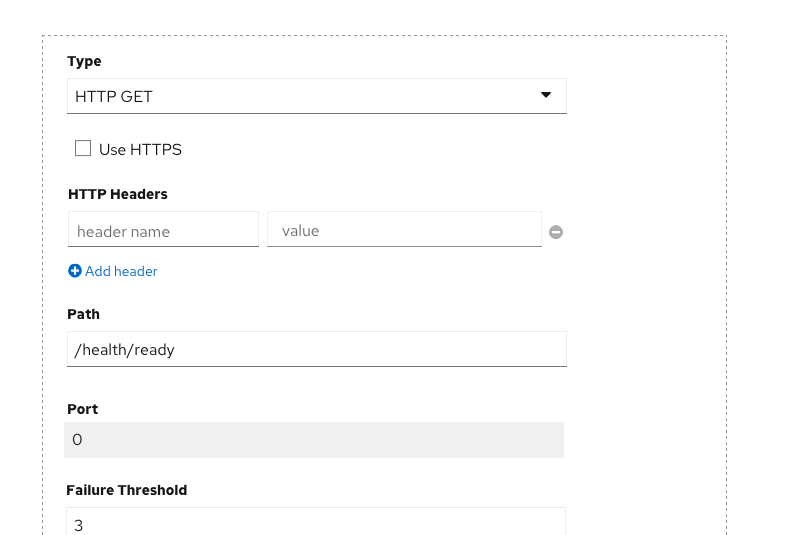 Type
HTTP GET
Use HTTPS
HTTP Headers
header name value
Add header
Path
/health/ready
Port
0
Failure Threshold
3